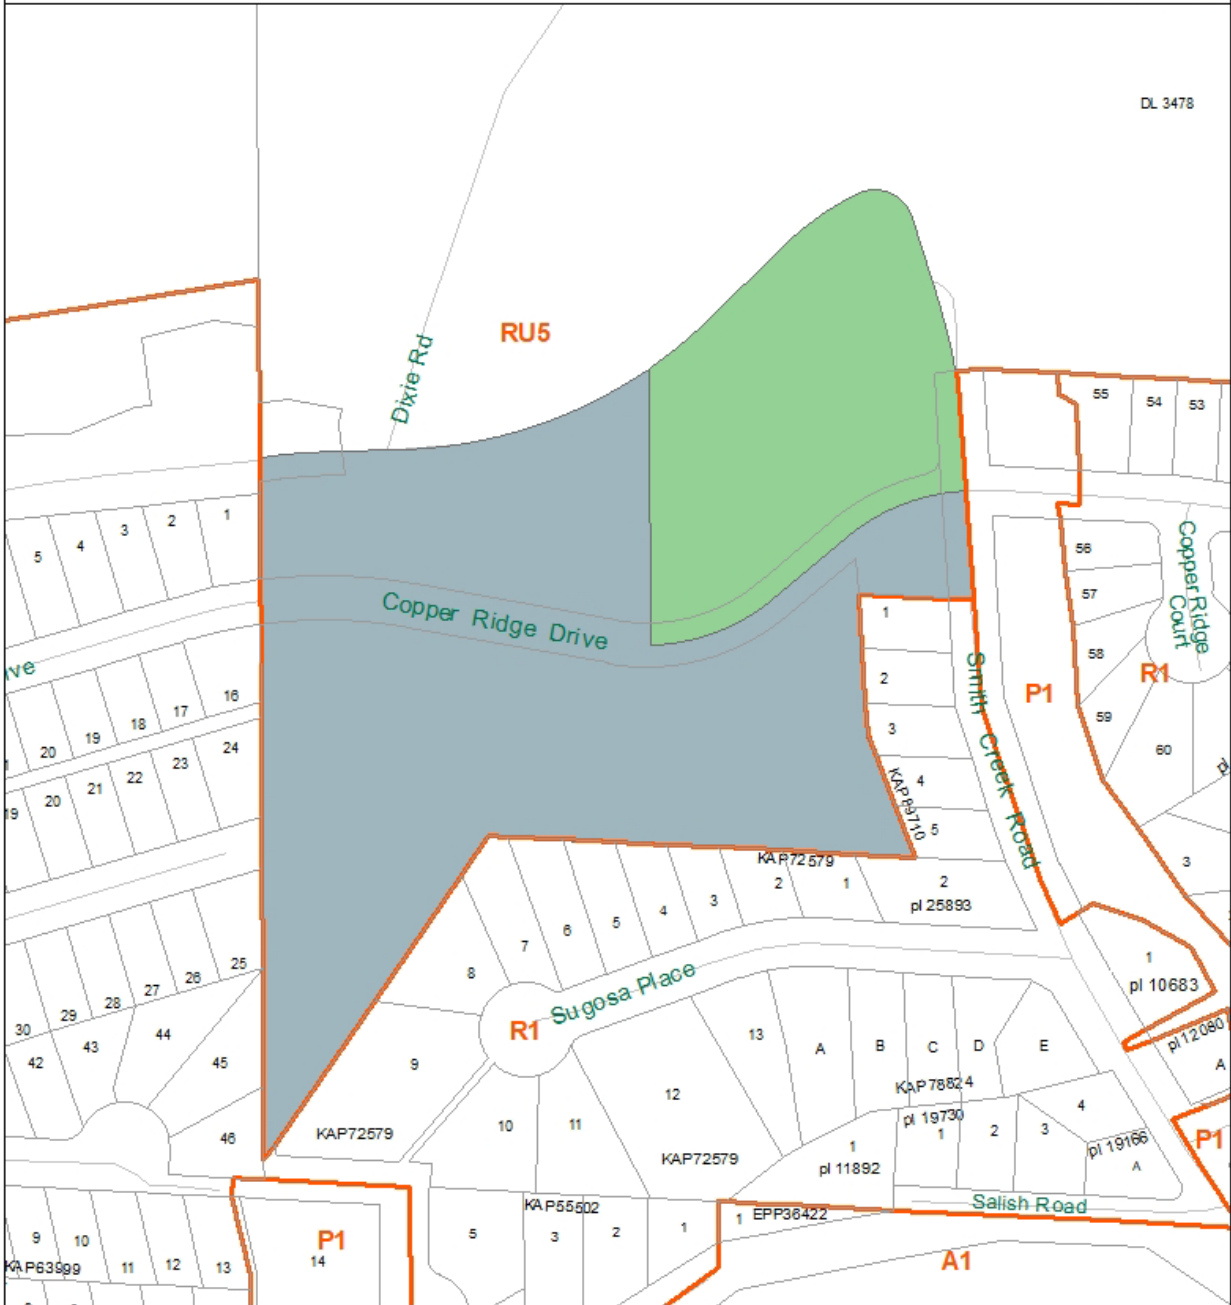 DL 3478
RU5
Dixie Rd
55
54
53
1
2
3
4
5
56
57
58
59
60
Copper Ridge
Court
R1
Copper Ridge Drive
1
2
3
4
5
KAP89710
Smith Creek Road
P1
ive
16
17
18
19
20
24
23
22
21
20
19
KAP72579
2
pl 25893
1
2
3
4
5
6
7
8
9
3
1
pl 10683
pl 12080
A
Sugosa Place
R1
25
26
27
28
29
30
42
43
44
45
46
KAP72579
10
11
12
KAP72579
13
A
B
C
D
E
KAP78824
pl 19730
1
2
3
4
pl 19166
A
1
pl 11892
P1
Salish Road
KAP55502
5
3
2
1
1
EPP36422
A1
P1
14
9
10
11
12
13
KAP63999